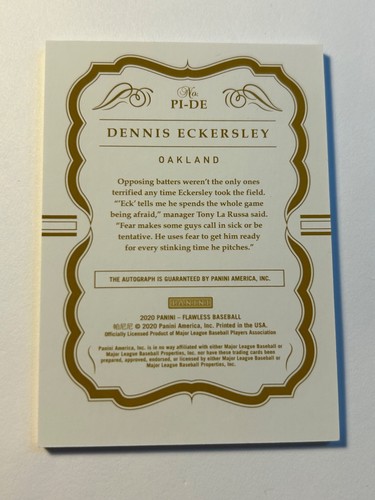 No.
PI-DE
DENNIS ECKERSLEY
OAKLAND
Opposing batters weren't the only ones
terrified any time Eckersley took the field.
"'Eck' tells me he spends the whole game
being afraid," manager Tony La Russa said.
"Fear makes some guys call in sick or be
tentative. He uses fear to get him ready
for every stinking time he pitches."
THE AUTOGRAPH IS GUARANTEED BY PANINI AMERICA, INC.
PANINI
2020 PANINI – FLAWLESS BASEBALL
帕尼尼 © 2020 Panini America, Inc. Printed in the USA.
Officially Licensed Product of Major League Baseball Players Association
Panini America, Inc. is in no way affiliated with either Major League Baseball or
Major League Baseball Properties, Inc. nor have these trading cards been
prepared, approved, endorsed, or licensed by either Major League Baseball or
Major League Baseball Properties, Inc.